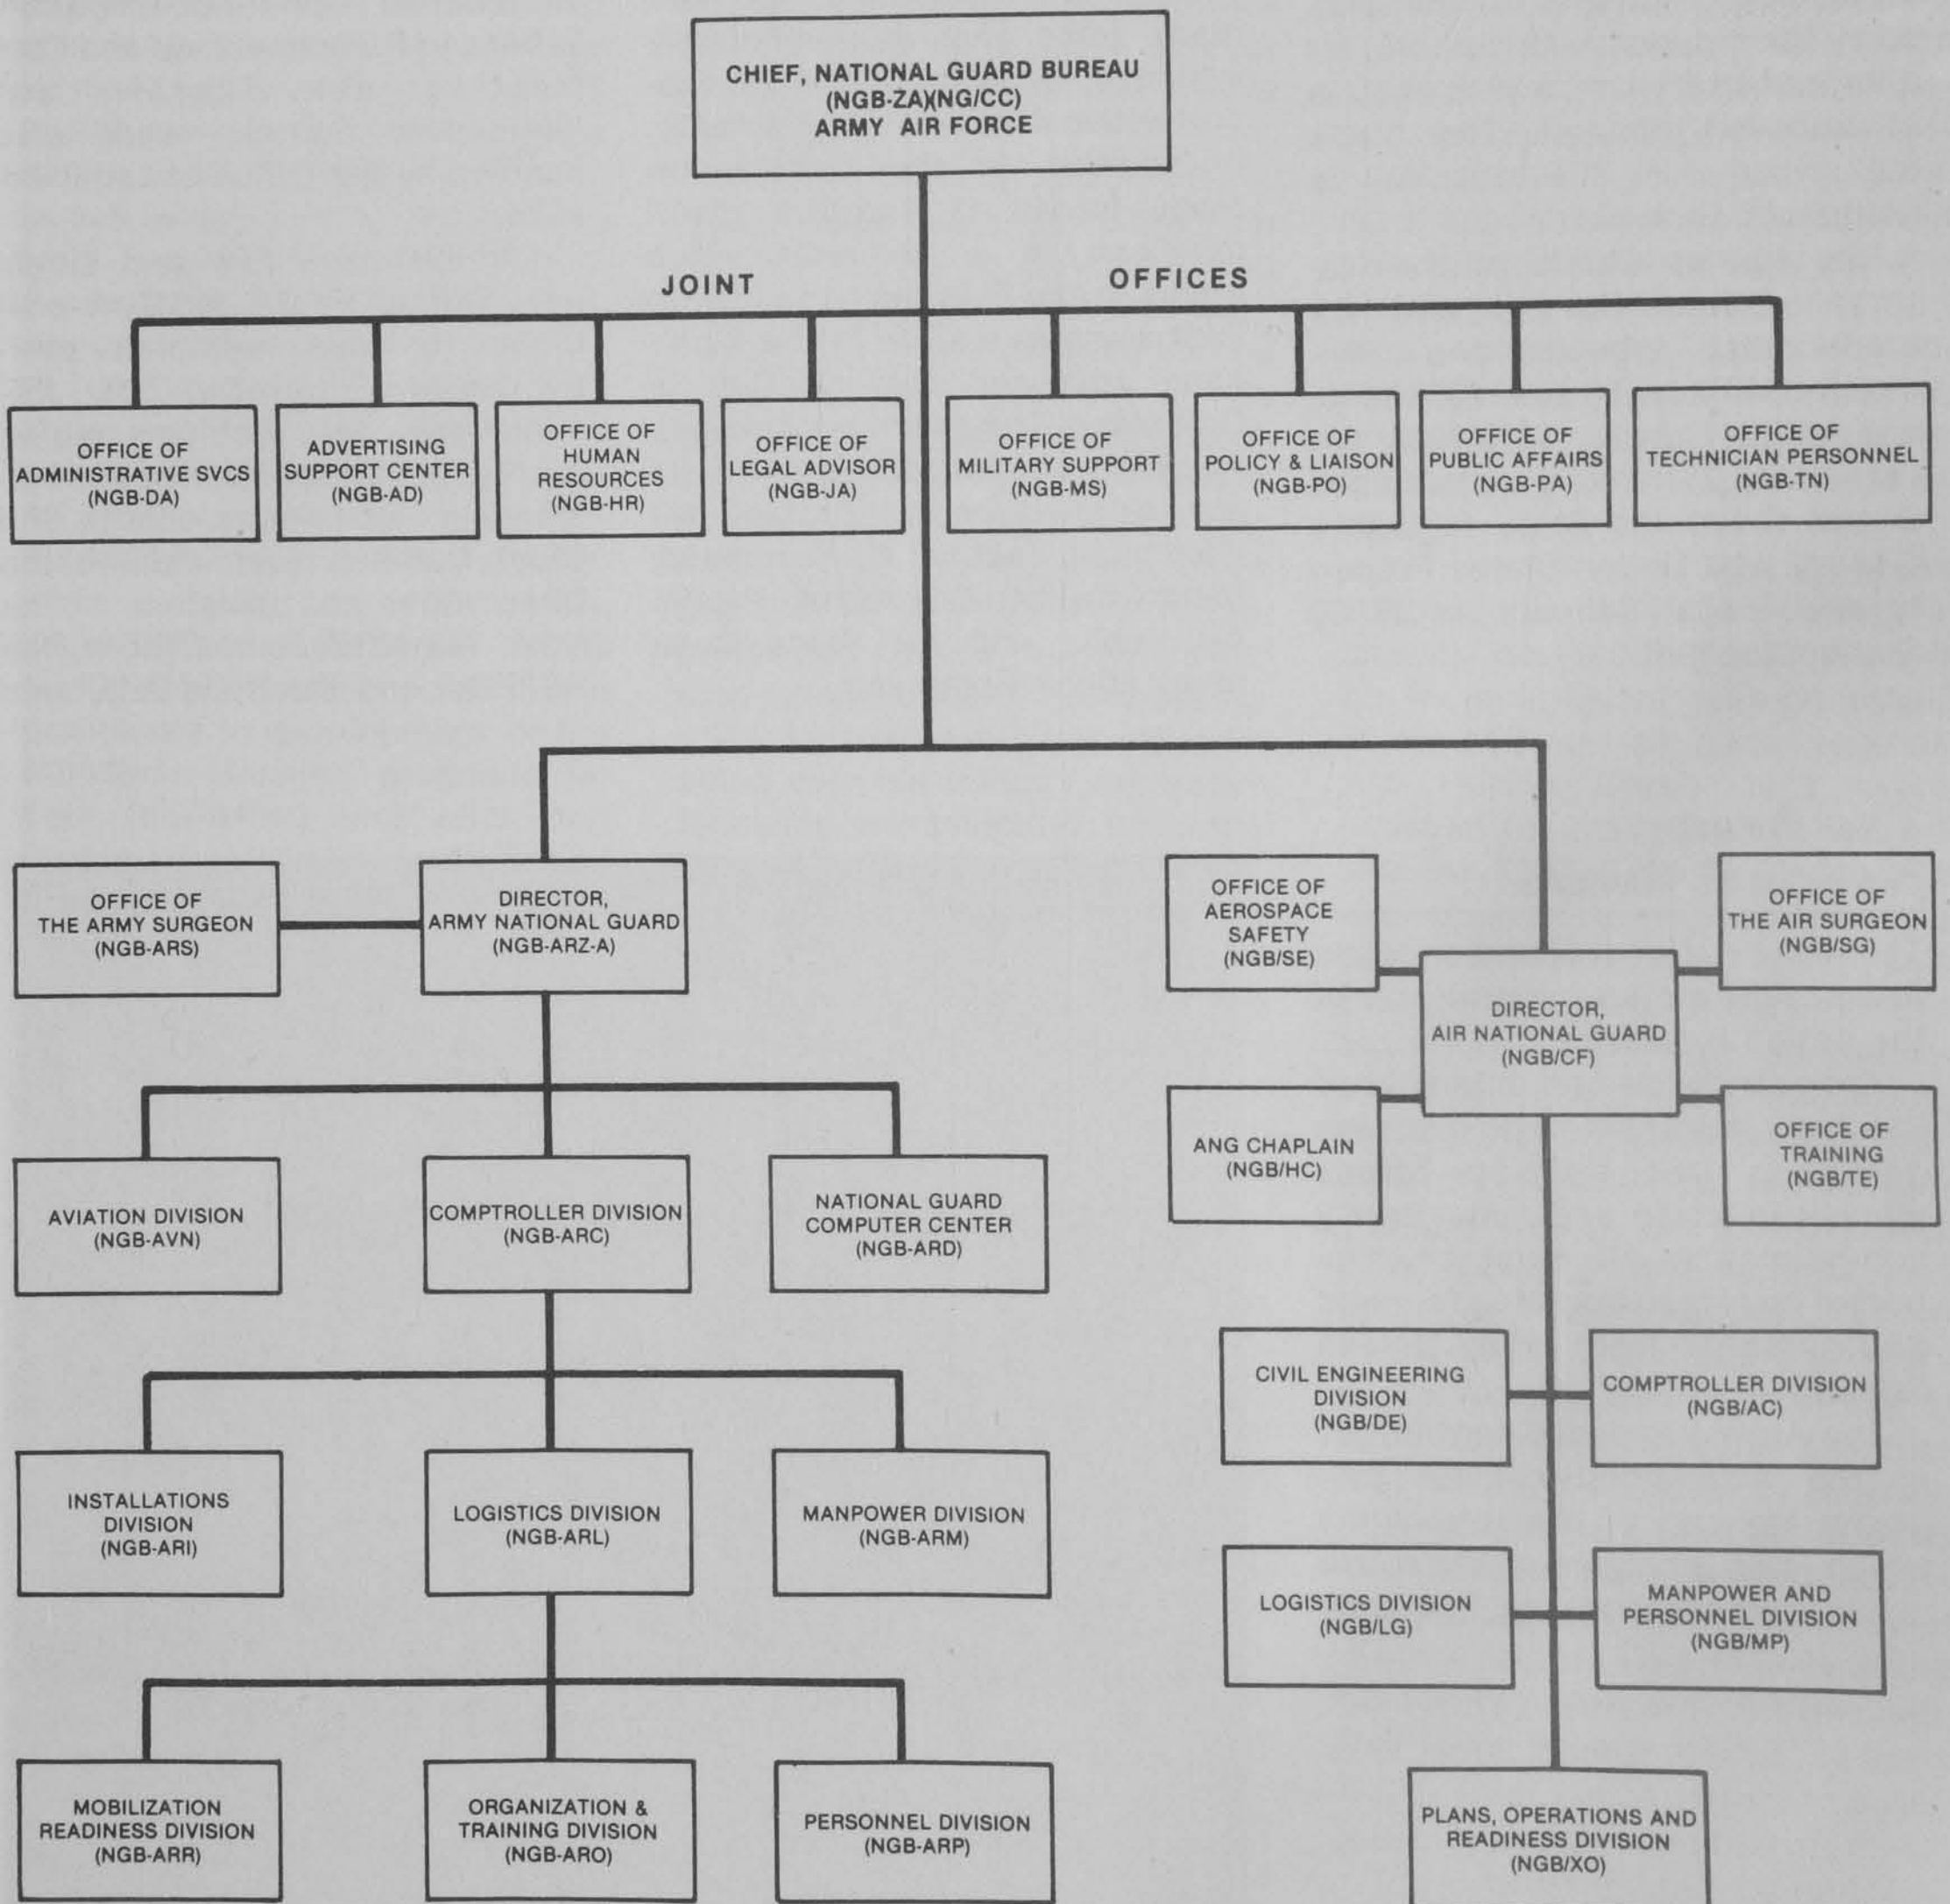 CHIEF, NATIONAL GUARD BUREAU
(NGB-ZA)(NG/CC)
ARMY AIR FORCE
JOINT OFFICES
OFFICE OF
ADMINISTRATIVE SVCS
(NGB-DA)
ADVERTISING
SUPPORT CENTER
(NGB-AD)
OFFICE OF
HUMAN
RESOURCES
(NGB-HR)
OFFICE OF
LEGAL ADVISOR
(NGB-JA)
OFFICE OF
MILITARY SUPPORT
(NGB-MS)
OFFICE OF
POLICY & LIAISON
(NGB-PO)
OFFICE OF
PUBLIC AFFAIRS
(NGB-PA)
OFFICE OF
TECHNICIAN PERSONNEL
(NGB-TN)
OFFICE OF
THE ARMY SURGEON
(NGB-ARS)
DIRECTOR,
ARMY NATIONAL GUARD
(NGB-ARZ-A)
OFFICE OF
AEROSPACE
SAFETY
(NGB/SE)
OFFICE OF
THE AIR SURGEON
(NGB/SG)
DIRECTOR,
AIR NATIONAL GUARD
(NGB/CF)
ANG CHAPLAIN
(NGB/HC)
OFFICE OF
TRAINING
(NGB/TE)
AVIATION DIVISION
(NGB-AVN)
COMPTROLLER DIVISION
(NGB-ARC)
NATIONAL GUARD
COMPUTER CENTER
(NGB-ARD)
CIVIL ENGINEERING
DIVISION
(NGB/DE)
COMPTROLLER DIVISION
(NGB/AC)
INSTALLATIONS
DIVISION
(NGB-ARI)
LOGISTICS DIVISION
(NGB-ARL)
MANPOWER DIVISION
(NGB-ARM)
LOGISTICS DIVISION
(NGB/LG)
MANPOWER AND
PERSONNEL DIVISION
(NGB/MP)
MOBILIZATION
READINESS DIVISION
(NGB-ARR)
ORGANIZATION &
TRAINING DIVISION
(NGB-ARO)
PERSONNEL DIVISION
(NGB-ARP)
PLANS, OPERATIONS AND
READINESS DIVISION
(NGB/XO)